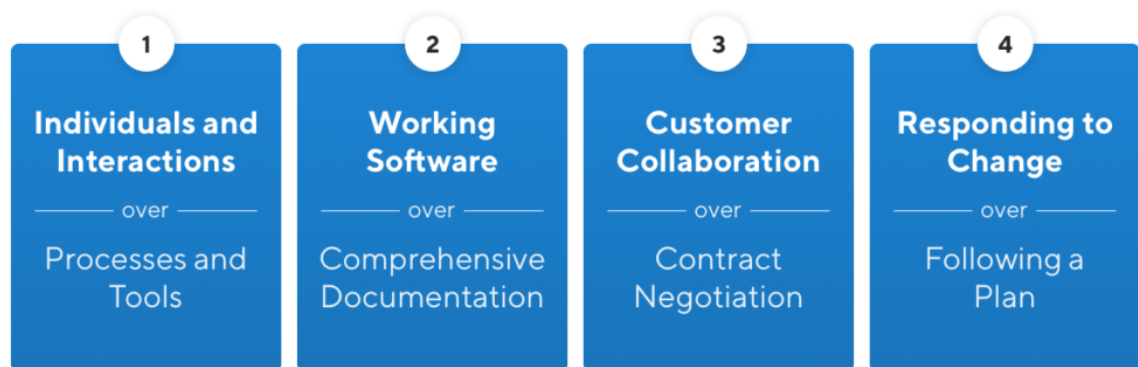 1
Individuals and
Interactions
over
Processes and
Tools
2
Working
Software
over
Comprehensive
Documentation
3
Customer
Collaboration
over
Contract
Negotiation
4
Responding to
Change
over
Following a
Plan